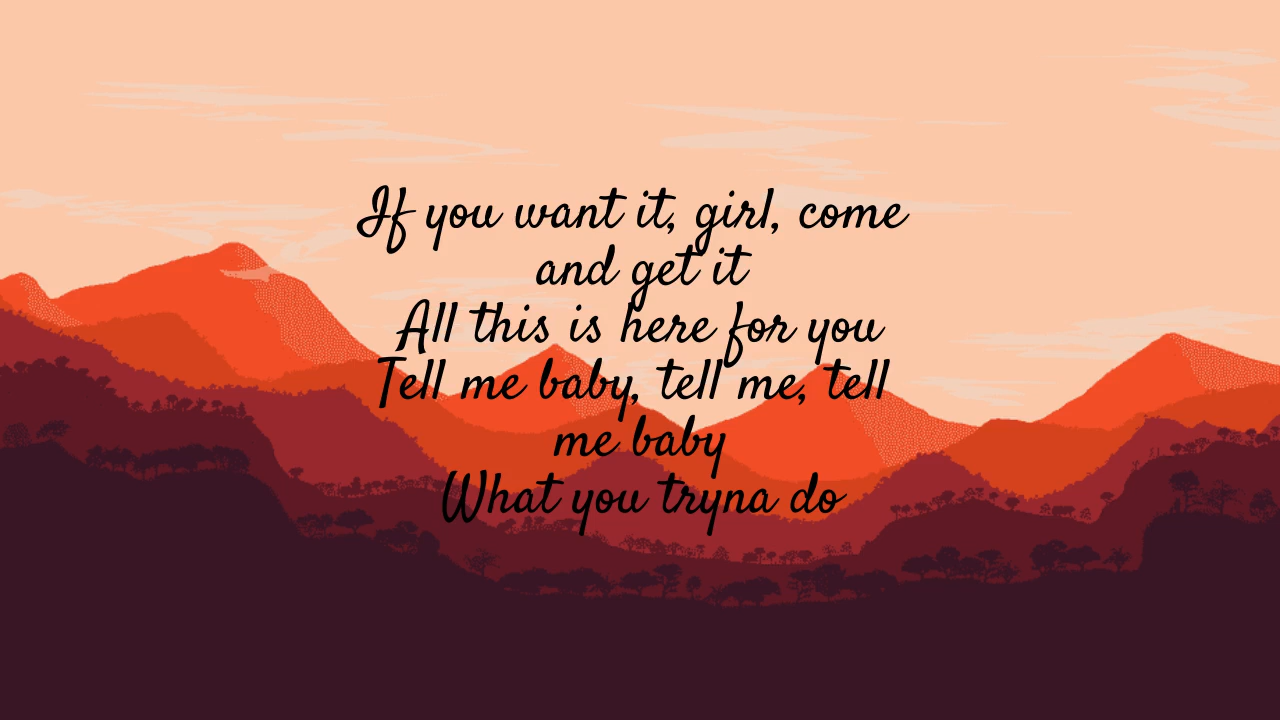 If you want it, girl, come
and get it
All this is here for you
Tell me baby, tell me, tell
me baby
What you tryna do